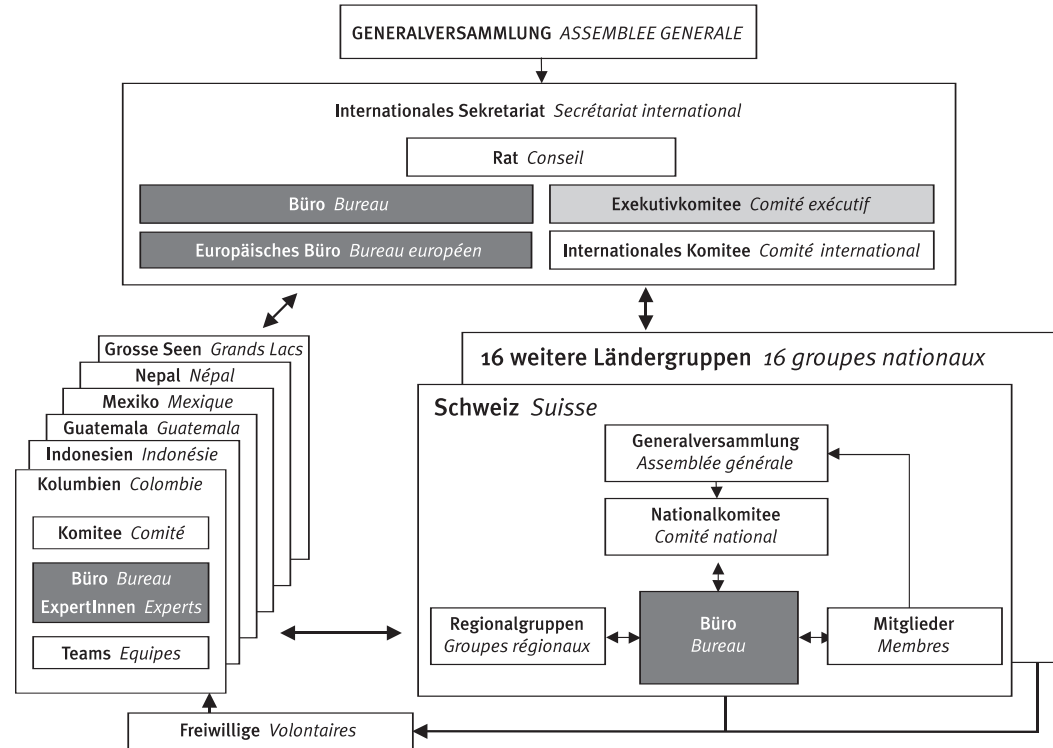 GENERALVERSAMMLUNG ASSEMBLEE GENERALE
Internationales Sekretariat Secrétariat international
Rat Conseil
Büro Bureau
Exekutivkomitee Comité exécutif
Europäisches Büro Bureau européen
Internationales Komitee Comité international
Grosse Seen Grands Lacs
Nepal Népal
Mexiko Mexique
Guatemala Guatemala
Indonesien Indonésie
Kolumbien Colombie
Komitee Comité
Büro Bureau
ExpertInnen Experts
Teams Equipes
16 weitere Ländergruppen 16 groupes nationaux
Schweiz Suisse
Generalversammlung
Assemblée générale
Nationalkomitee
Comité national
Regionalgruppen
Groupes régionaux
Büro
Bureau
Mitglieder
Membres
Freiwillige Volontaires